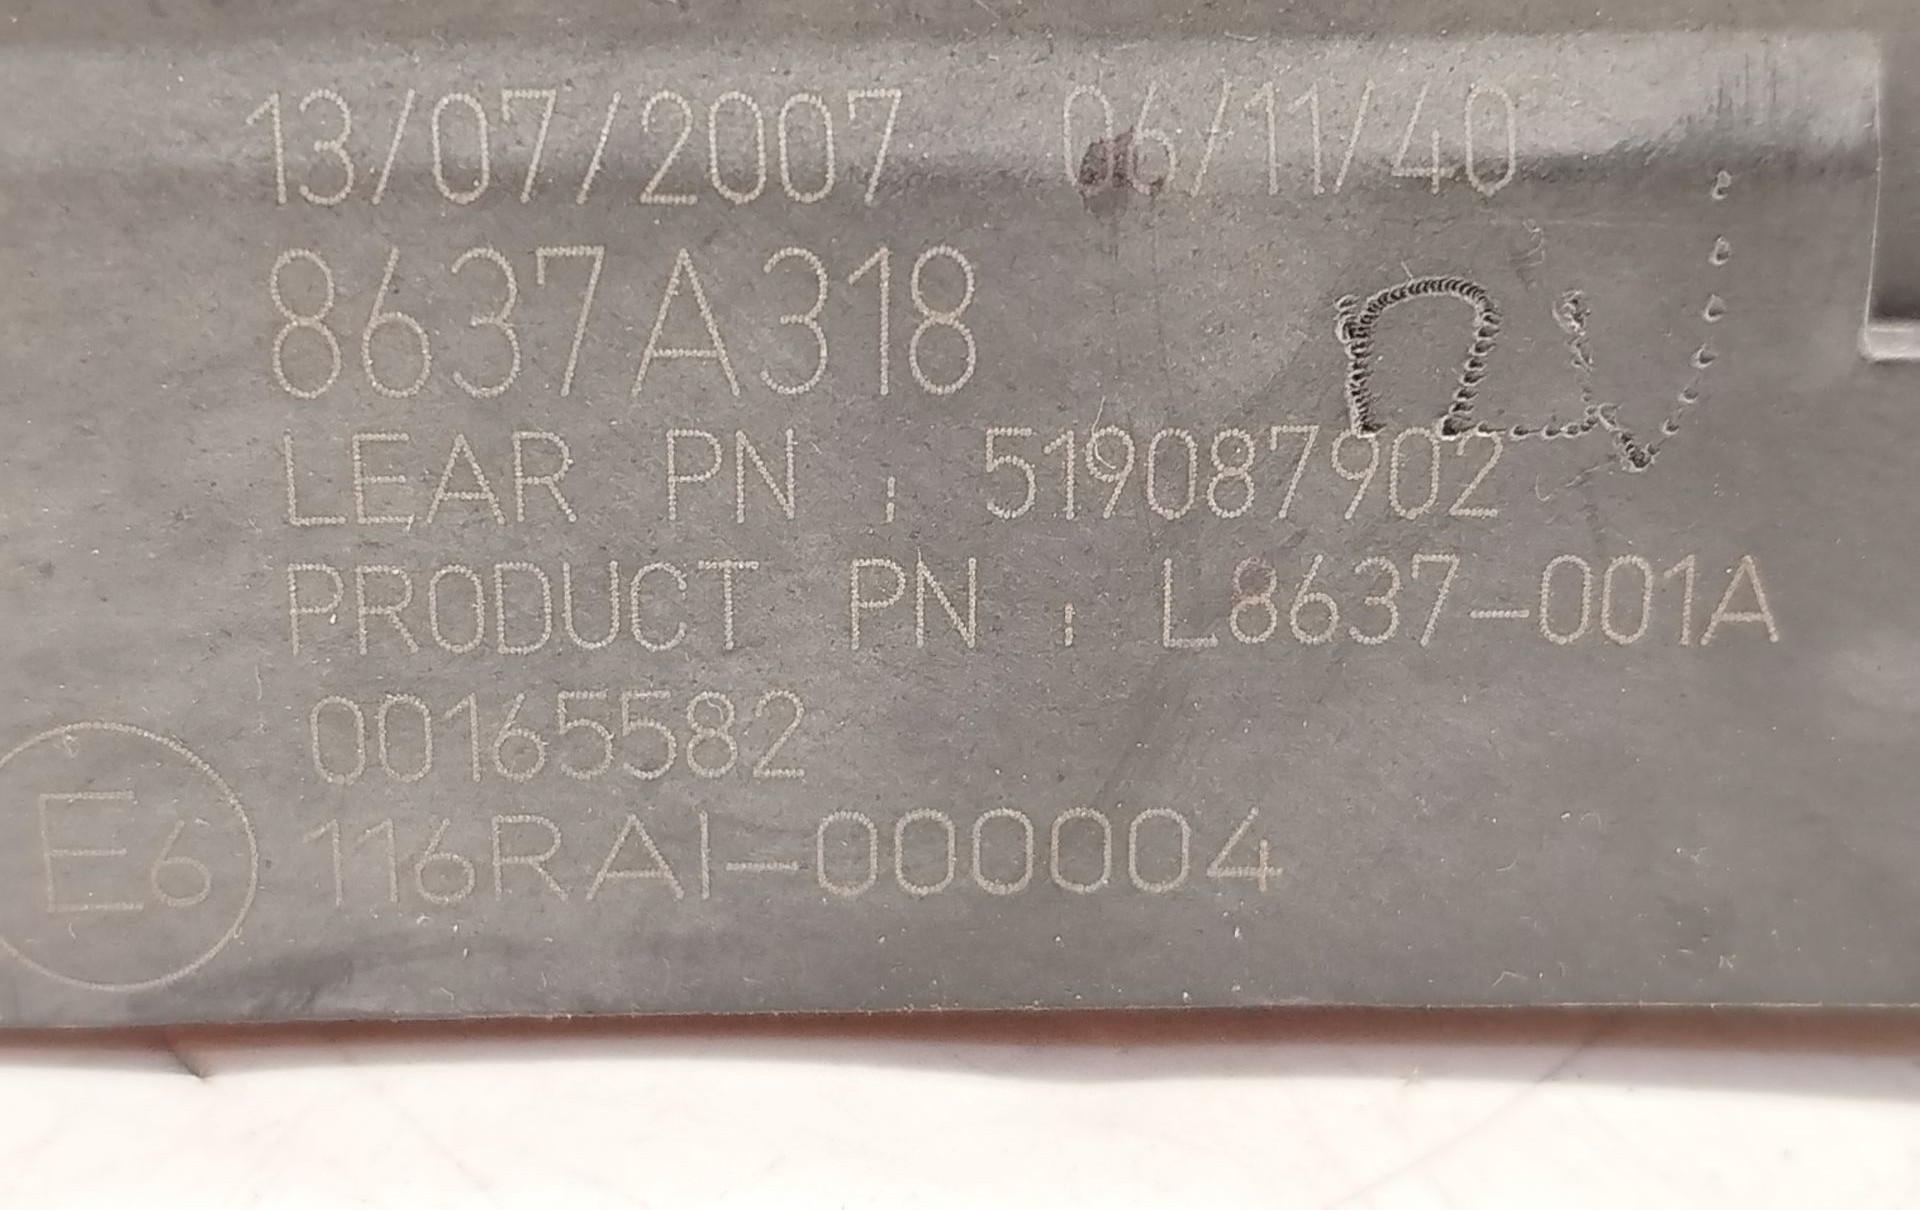 13/07/2007 06/11/40
8637A318
LEAR PN : 519087902
PRODUCT PN : L8637-001A
00165582
E6 116RAI-000004